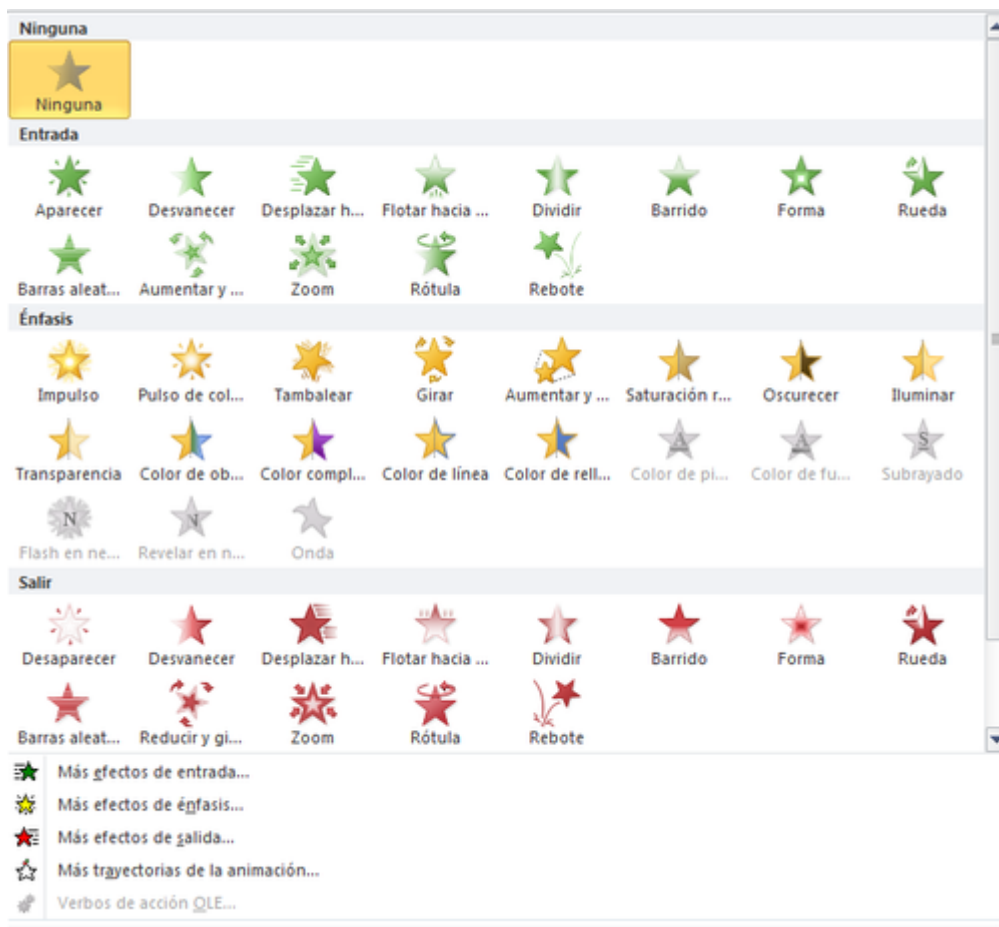 Ninguna
Ninguna
Entrada
Aparecer Desvanecer Desplazar h... Flotar hacia ... Dividir Barrido Forma Rueda
Barras aleat... Aumentar y ... Zoom Rótula Rebote
Énfasis
Impulso Pulso de col... Tambalear Girar Aumentar y ... Saturación r... Oscurecer Iluminar
Transparencia Color de ob... Color compl... Color de línea Color de rell... Color de pi... Color de fu... Subrayado
Flash en ne... Revelar en n... Onda
Salir
Desaparecer Desvanecer Desplazar h... Flotar hacia ... Dividir Barrido Forma Rueda
Barras aleat... Reducir y gi... Zoom Rótula Rebote
Más efectos de entrada...
Más efectos de énfasis...
Más efectos de salida...
Más trayectorias de la animación...
Verbos de acción OLE...